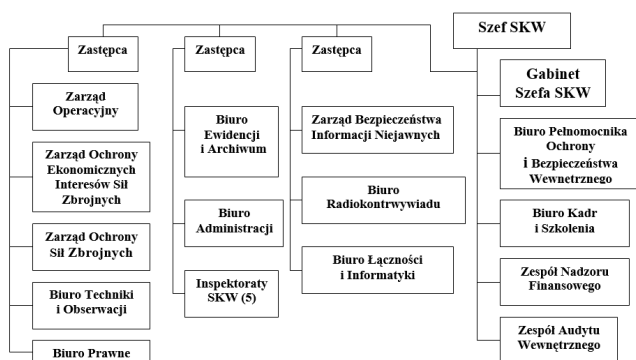 Szef SKW
Zastępca
Zastępca
Zastępca
Zarząd
Operacyjny
Zarząd Ochrony
Ekonomicznych
Interesów Sił
Zbrojnych
Zarząd Ochrony
Sił Zbrojnych
Biuro Techniki
i Obserwacji
Biuro Prawne
Biuro
Ewidencji
i Archiwum
Biuro
Administracji
Inspektoraty
SKW (5)
Zarząd Bezpieczeństwa
Informacji Niejawnych
Biuro
Radiokontrwywiadu
Biuro Łączności
i Informatyki
Gabinet
Szefa SKW
Biuro Pełnomocnika
Ochrony
i Bezpieczeństwa
Wewnetrznego
Biuro Kadr
i Szkolenia
Zespół Nadzoru
Finansowego
Zespół Audytu
Wewnętrznego